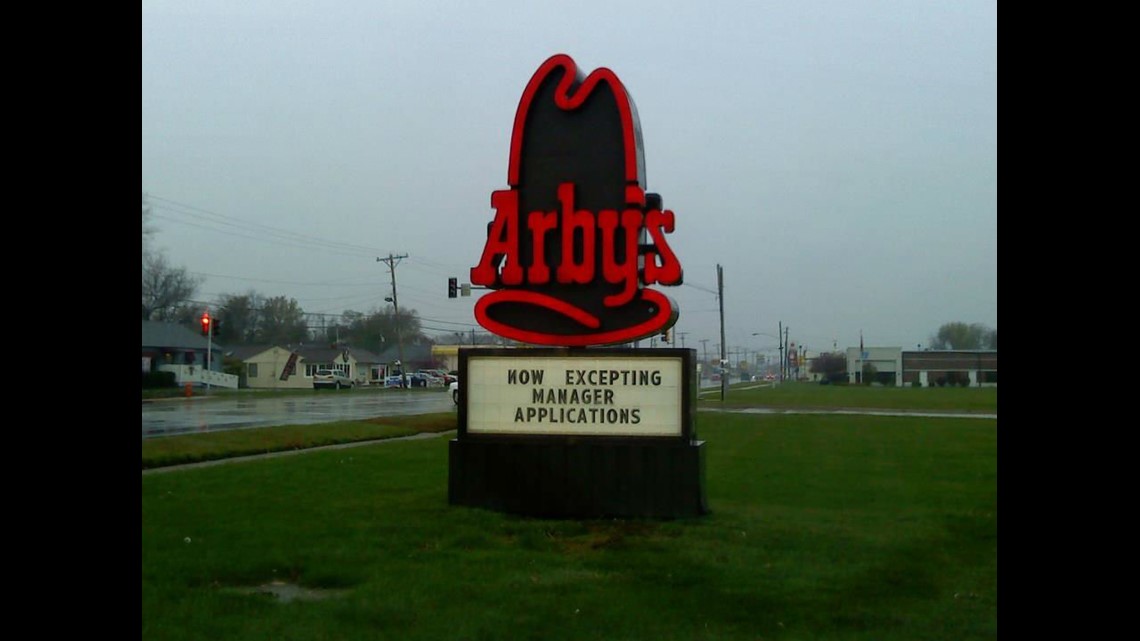 Arby's
NOW EXCEPTING
MANAGER
APPLICATIONS